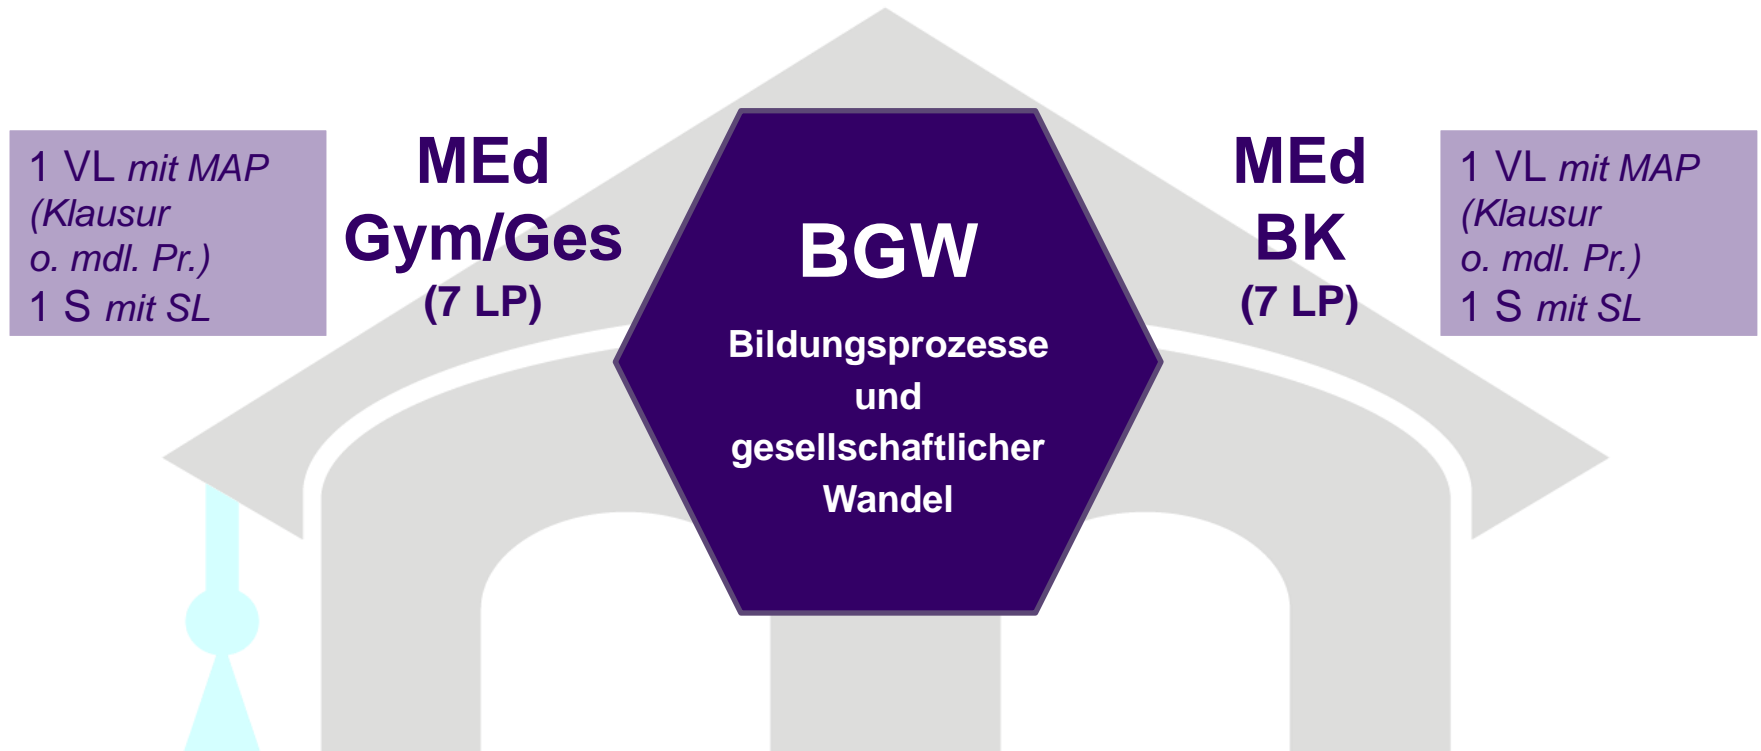 1 VL mit MAP
(Klausur
o. mdl. Pr.)
1 S mit SL
MEd
Gym/Ges
(7 LP)
BGW
Bildungsprozesse
und
gesellschaftlicher
Wandel
MEd
BK
(7 LP)
1 VL mit MAP
(Klausur
o. mdl. Pr.)
1 S mit SL